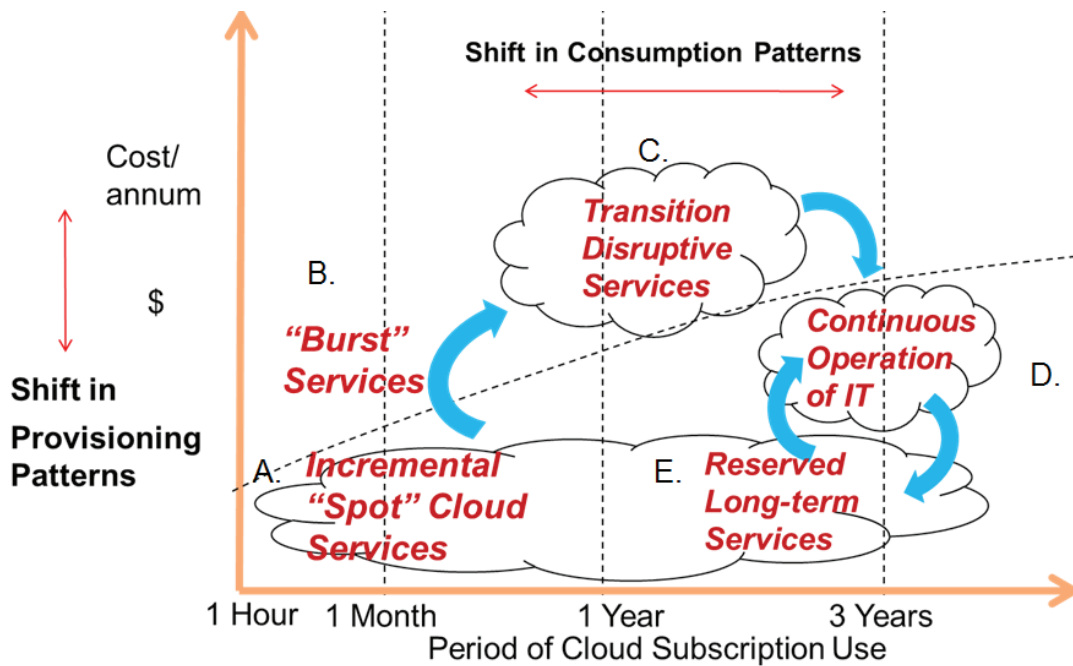 Shift in Consumption Patterns
C.
Cost/
annum
Transition
Disruptive
Services
B.
$
“Burst”
Services
Continuous
Operation
of IT
D.
Shift in
Provisioning
Patterns
A.
Incremental
“Spot” Cloud
Services
E.
Reserved
Long-term
Services
1 Hour
1 Month
1 Year
3 Years
Period of Cloud Subscription Use